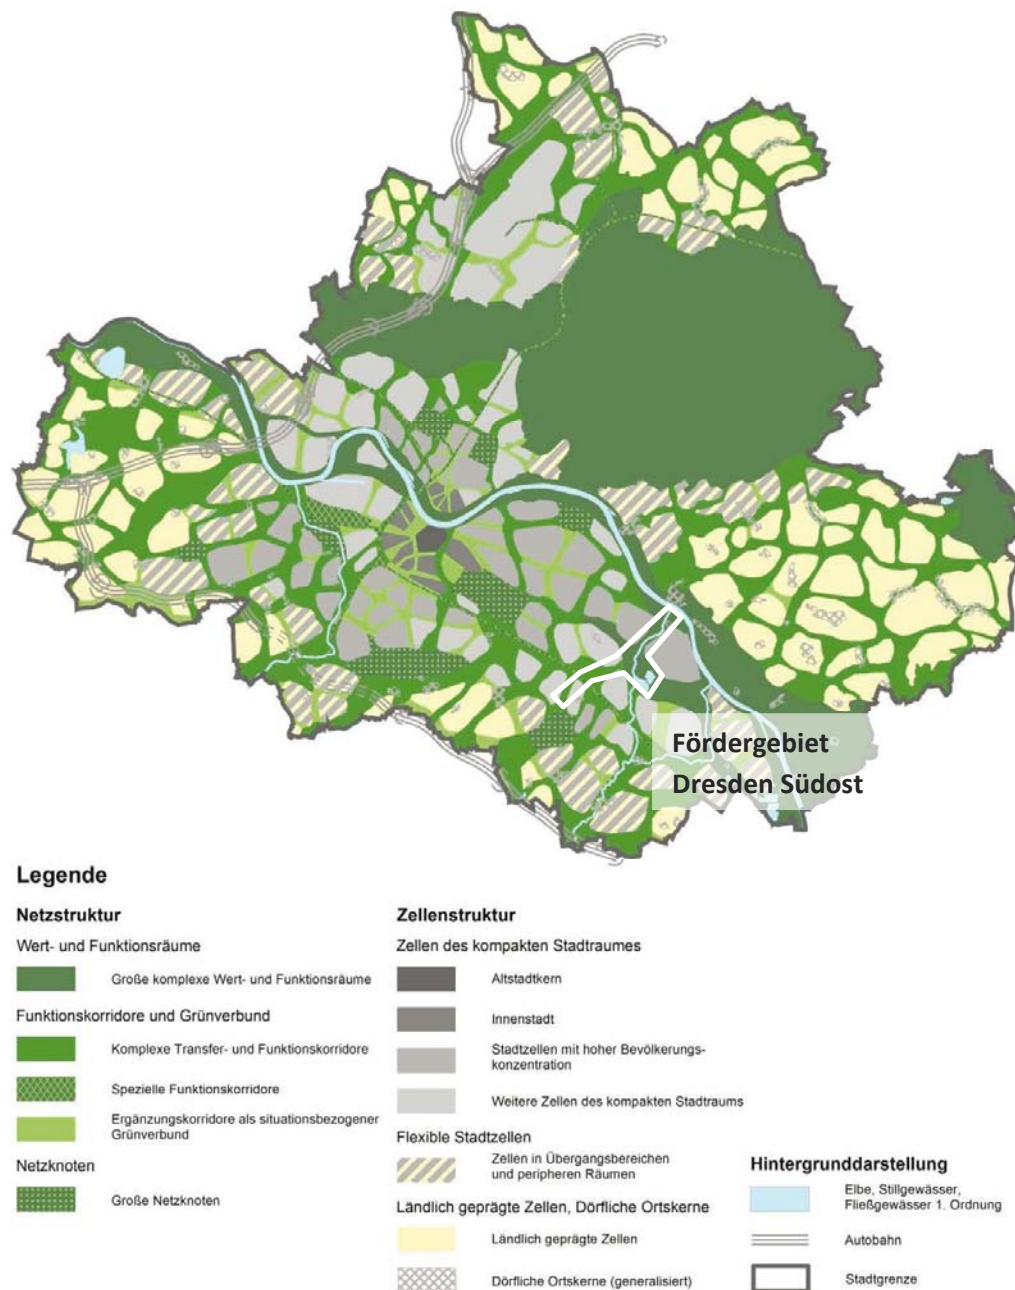 Fördergebiet
Dresden Südost
Legende
Netzstruktur
Wert- und Funktionsräume
Große komplexe Wert- und Funktionsräume
Funktionskorridore und Grünverbund
Komplexe Transfer- und Funktionskorridore
Spezielle Funktionskorridore
Ergänzungskorridore als situationsbezogener
Grünverbund
Netzknoten
Große Netzknoten
Zellenstruktur
Zellen des kompakten Stadtraumes
Altstadtkern
Innenstadt
Stadtzellen mit hoher Bevölkerungs-
konzentration
Weitere Zellen des kompakten Stadtraums
Flexible Stadtzellen
Zellen in Übergangsbereichen
und peripheren Räumen
Ländlich geprägte Zellen, Dörfliche Ortskerne
Ländlich geprägte Zellen
Dörfliche Ortskerne (generalisiert)
Hintergrunddarstellung
Elbe, Stillgewässer,
Fließgewässer 1. Ordnung
Autobahn
Stadtgrenze